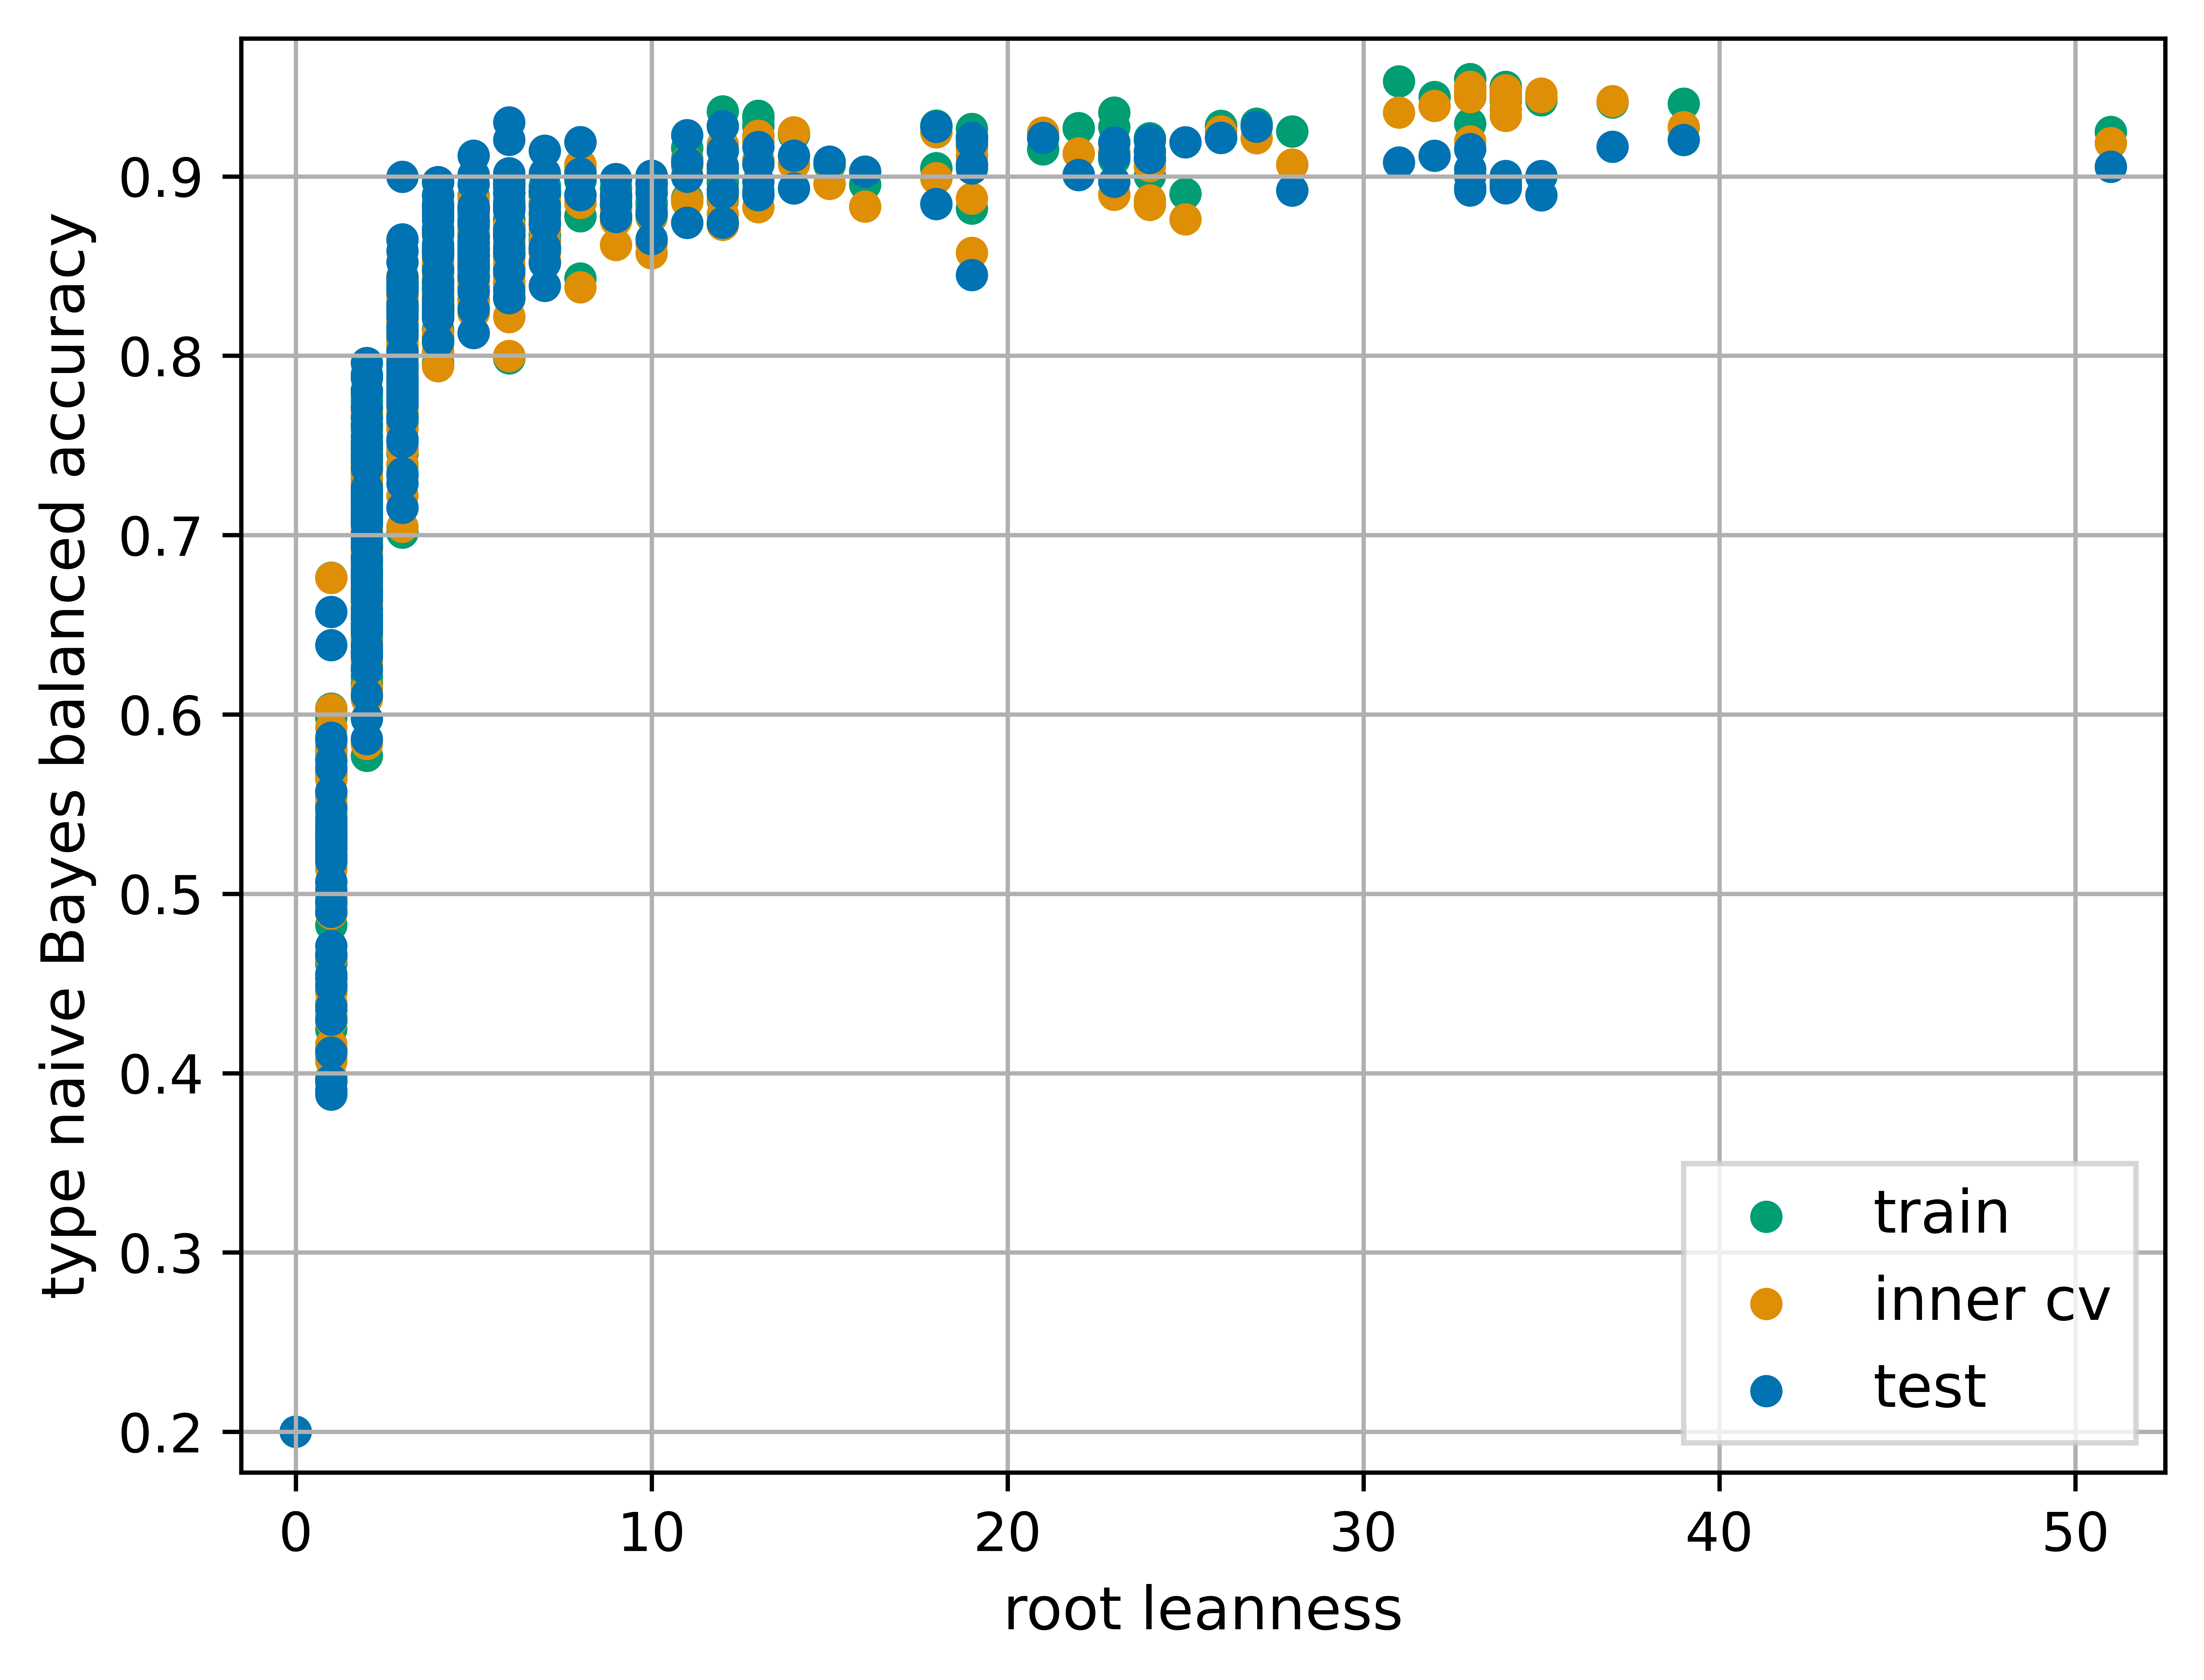 type naive Bayes balanced accuracy
0.9
0.8
0.7
0.6
0.5
0.4
0.3
0.2
0 10 20 30 40 50
root leanness
train
inner cv
test